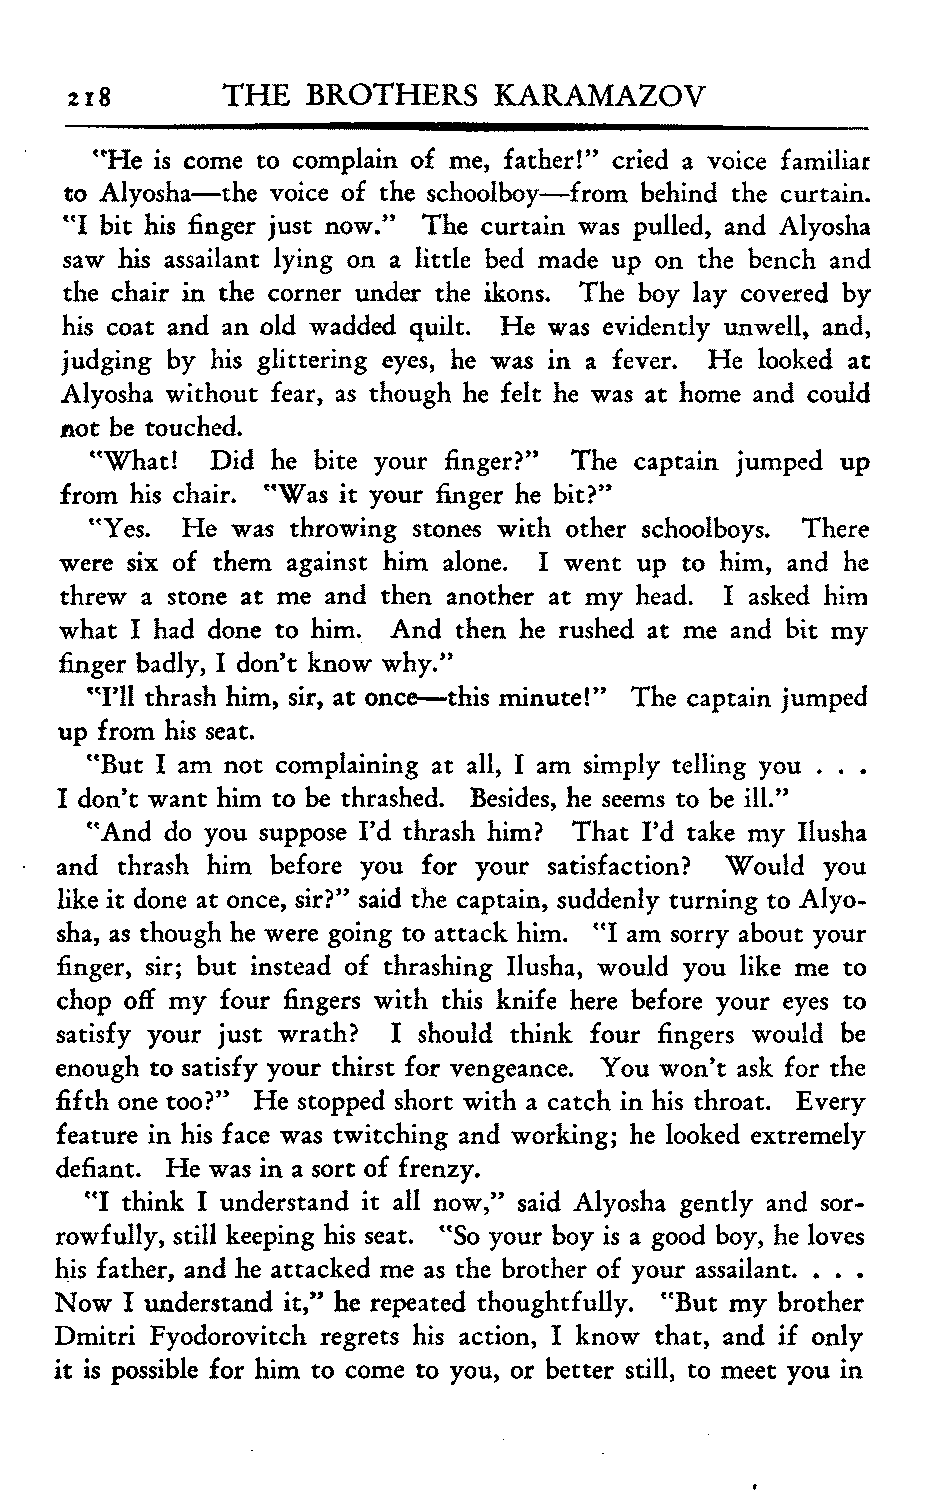 218 THE BROTHERS KARAMAZOV
"He is come to complain of me, father!" cried a voice familiar
to Alyosha—the voice of the schoolboy—from behind the curtain.
"I bit his finger just now." The curtain was pulled, and Alyosha
saw his assailant lying on a little bed made up on the bench and
the chair in the corner under the ikons. The boy lay covered by
his coat and an old wadded quilt. He was evidently unwell, and,
judging by his glittering eyes, he was in a fever. He looked at
Alyosha without fear, as though he felt he was at home and could
not be touched.
"What! Did he bite your finger?" The captain jumped up
from his chair. "Was it your finger he bit?"
"Yes. He was throwing stones with other schoolboys. There
were six of them against him alone. I went up to him, and he
threw a stone at me and then another at my head. I asked him
what I had done to him. And then he rushed at me and bit my
finger badly, I don't know why."
"I'll thrash him, sir, at once—this minute!" The captain jumped
up from his seat.
"But I am not complaining at all, I am simply telling you . . .
I don't want him to be thrashed. Besides, he seems to be ill."
"And do you suppose I'd thrash him? That I'd take my Ilusha
and thrash him before you for your satisfaction? Would you
like it done at once, sir?" said the captain, suddenly turning to Alyo-
sha, as though he were going to attack him. "I am sorry about your
finger, sir; but instead of thrashing Ilusha, would you like me to
chop off my four fingers with this knife here before your eyes to
satisfy your just wrath? I should think four fingers would be
enough to satisfy your thirst for vengeance. You won't ask for the
fifth one too?" He stopped short with a catch in his throat. Every
feature in his face was twitching and working; he looked extremely
defiant. He was in a sort of frenzy.
"I think I understand it all now," said Alyosha gently and sor-
rowfully, still keeping his seat. "So your boy is a good boy, he loves
his father, and he attacked me as the brother of your assailant. . . .
Now I understand it," he repeated thoughtfully. "But my brother
Dmitri Fyodorovitch regrets his action, I know that, and if only
it is possible for him to come to you, or better still, to meet you in